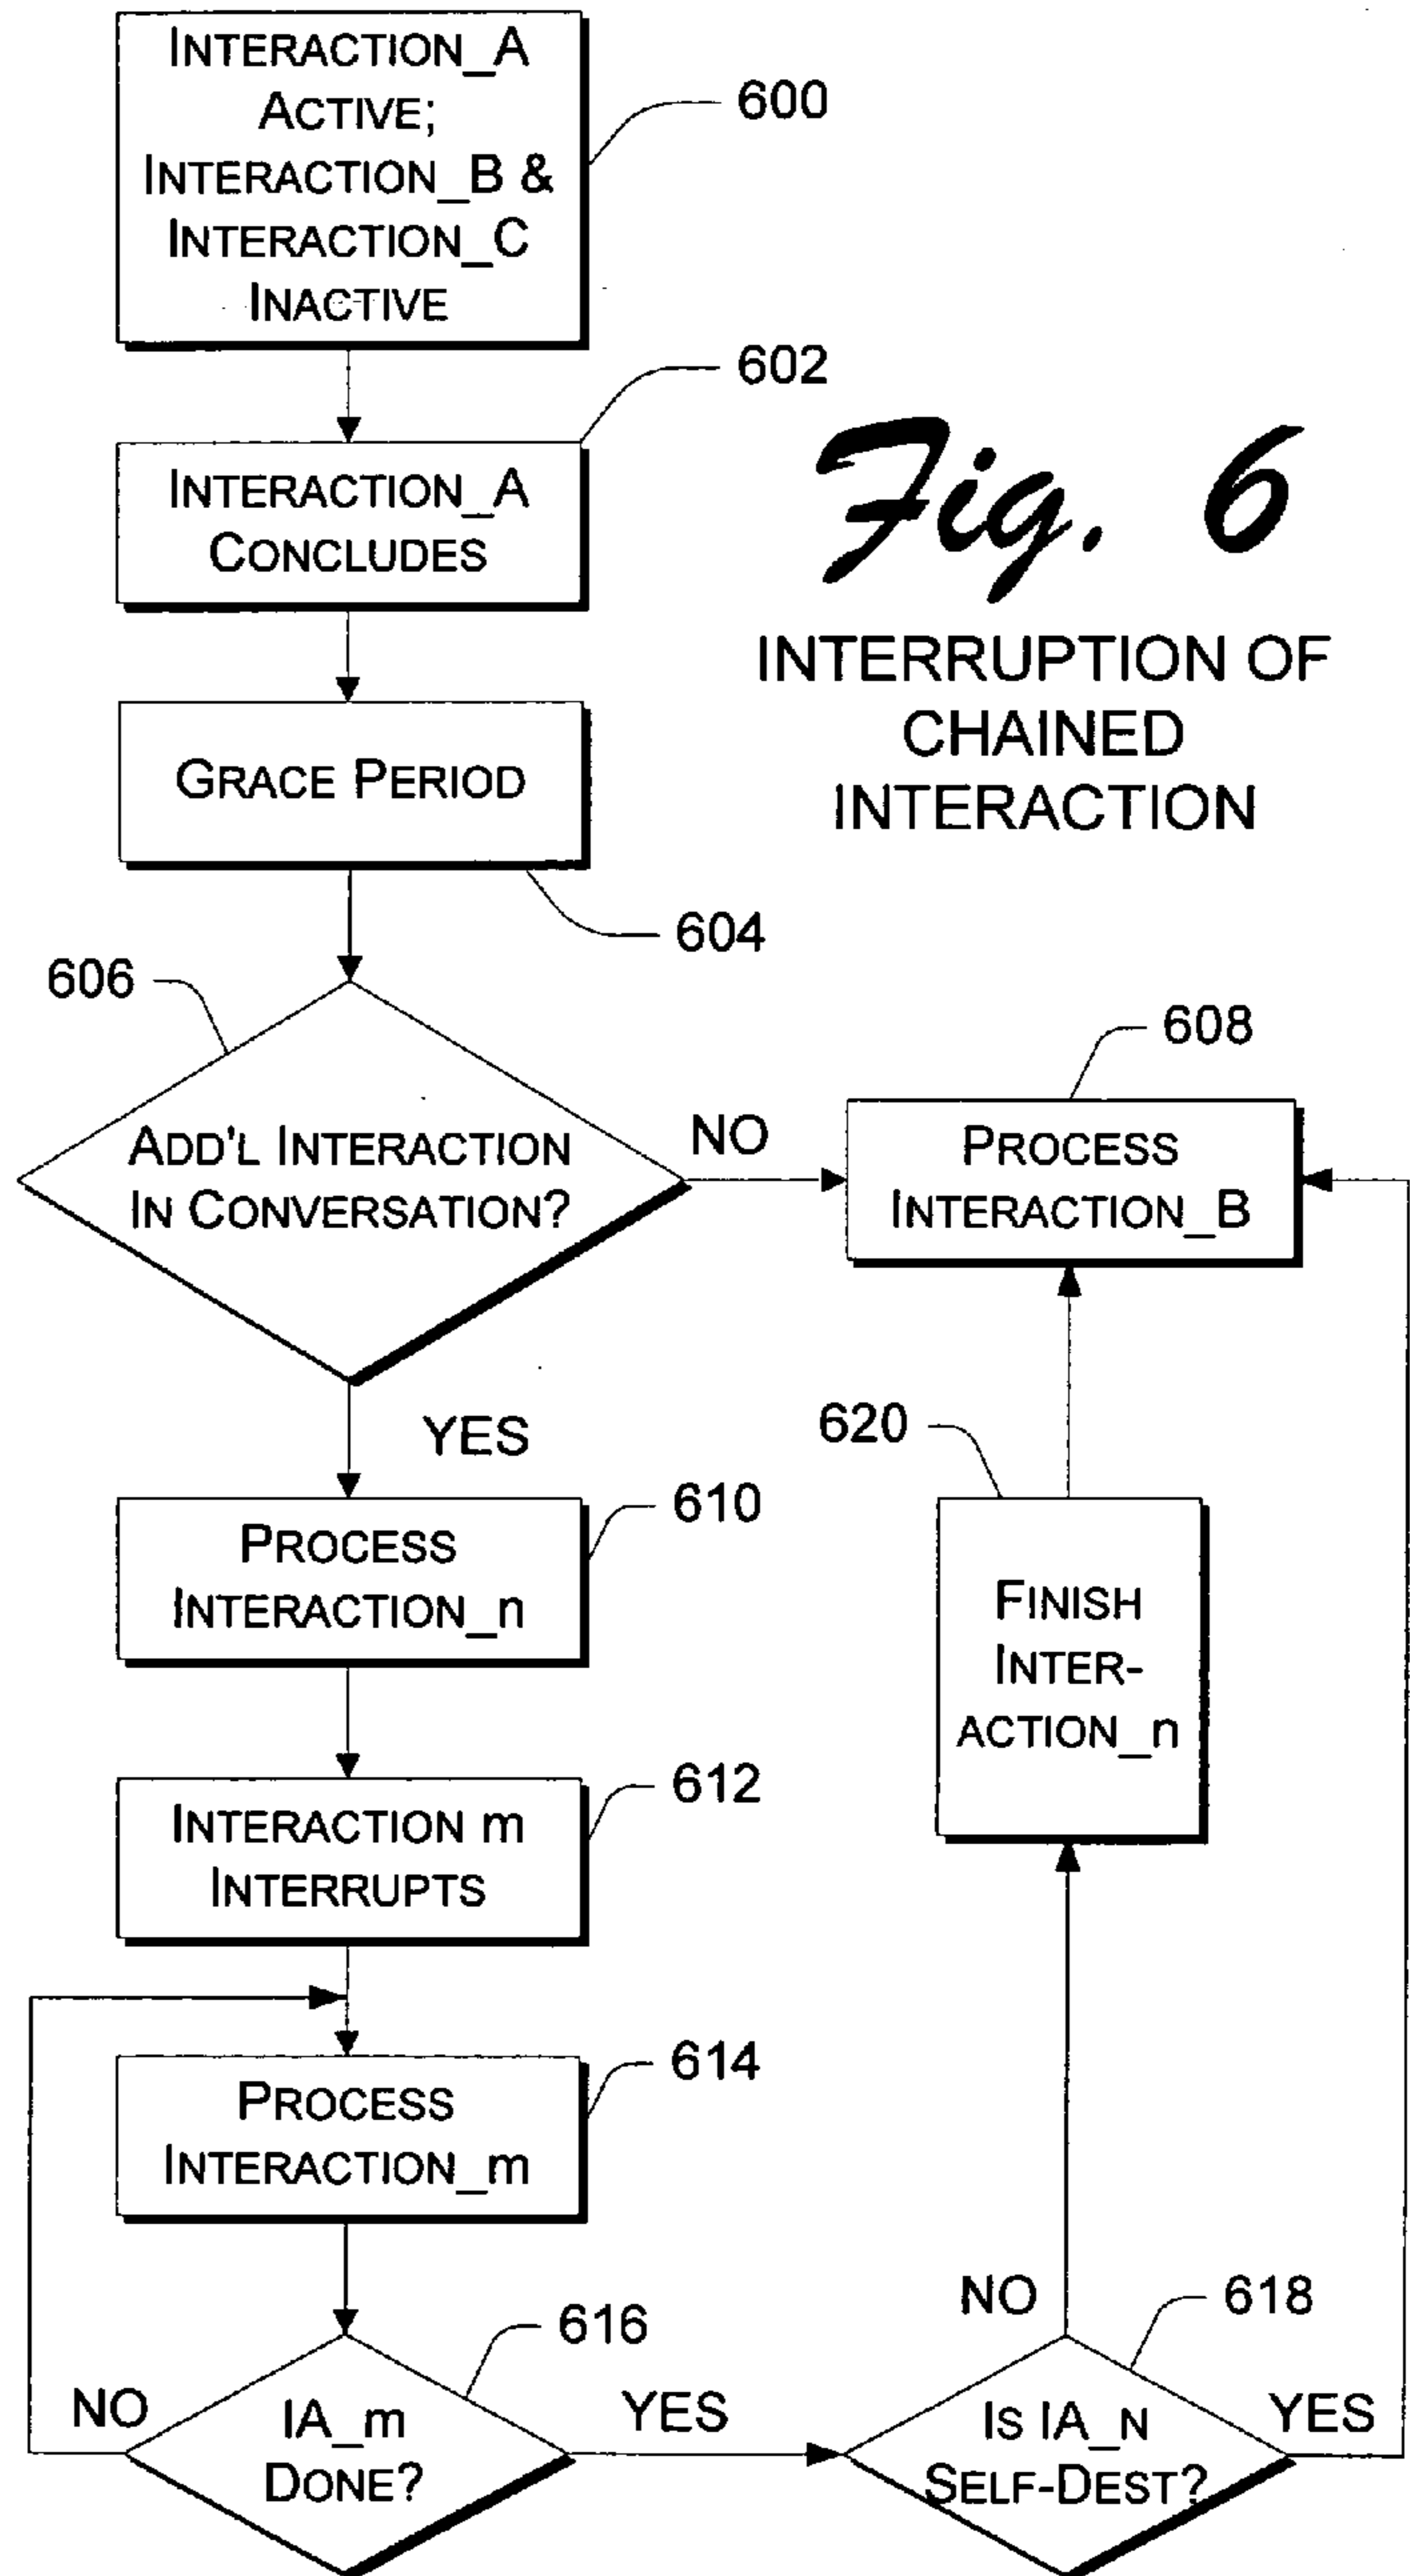 INTERACTION_A
ACTIVE;
INTERACTION_B &
INTERACTION_C
INACTIVE
600
602
INTERACTION_A
CONCLUDES
Fig. 6
INTERRUPTION OF
CHAINED
INTERACTION
GRACE PERIOD
604
606
ADD'L INTERACTION
IN CONVERSATION?
NO
608
PROCESS
INTERACTION_B
YES
610
PROCESS
INTERACTION_n
620
FINISH
INTER-
ACTION_n
612
INTERACTION m
INTERRUPTS
614
PROCESS
INTERACTION_m
616
IA_m
DONE?
NO
YES
618
IS IA_N
SELF-DEST?
NO
YES